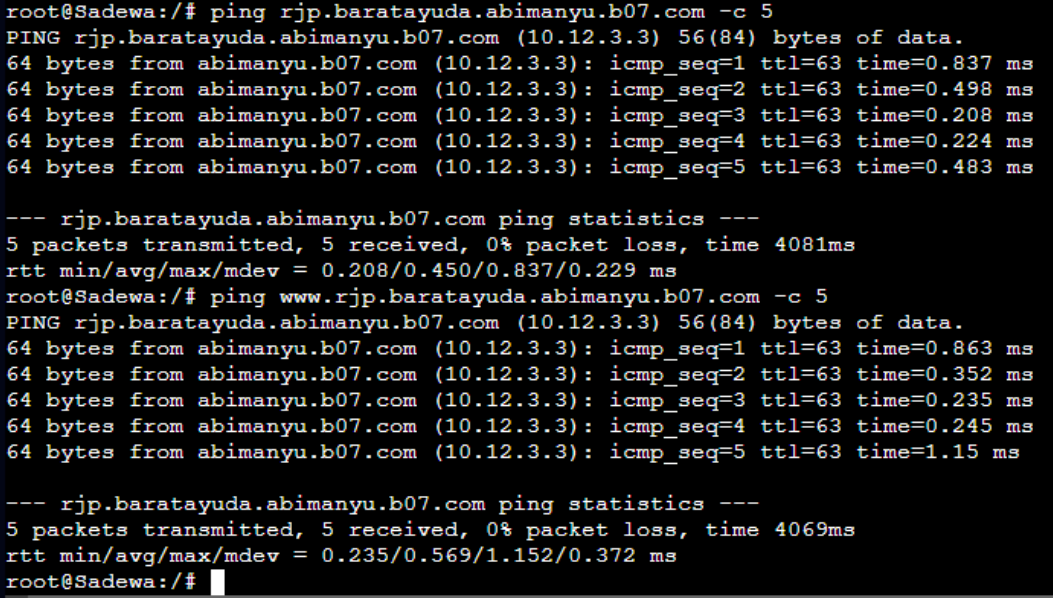 root@Sadewa:/# ping rjp.baratayuda.abimanyu.b07.com -c 5
PING rjp.baratayuda.abimanyu.b07.com (10.12.3.3) 56(84) bytes of data.
64 bytes from abimanyu.b07.com (10.12.3.3): icmp_seq=1 ttl=63 time=0.837 ms
64 bytes from abimanyu.b07.com (10.12.3.3): icmp_seq=2 ttl=63 time=0.498 ms
64 bytes from abimanyu.b07.com (10.12.3.3): icmp_seq=3 ttl=63 time=0.208 ms
64 bytes from abimanyu.b07.com (10.12.3.3): icmp_seq=4 ttl=63 time=0.224 ms
64 bytes from abimanyu.b07.com (10.12.3.3): icmp_seq=5 ttl=63 time=0.483 ms

--- rjp.baratayuda.abimanyu.b07.com ping statistics ---
5 packets transmitted, 5 received, 0% packet loss, time 4081ms
rtt min/avg/max/mdev = 0.208/0.450/0.837/0.229 ms
root@Sadewa:/# ping www.rjp.baratayuda.abimanyu.b07.com -c 5
PING rjp.baratayuda.abimanyu.b07.com (10.12.3.3) 56(84) bytes of data.
64 bytes from abimanyu.b07.com (10.12.3.3): icmp_seq=1 ttl=63 time=0.863 ms
64 bytes from abimanyu.b07.com (10.12.3.3): icmp_seq=2 ttl=63 time=0.352 ms
64 bytes from abimanyu.b07.com (10.12.3.3): icmp_seq=3 ttl=63 time=0.235 ms
64 bytes from abimanyu.b07.com (10.12.3.3): icmp_seq=4 ttl=63 time=0.245 ms
64 bytes from abimanyu.b07.com (10.12.3.3): icmp_seq=5 ttl=63 time=1.15 ms

--- rjp.baratayuda.abimanyu.b07.com ping statistics ---
5 packets transmitted, 5 received, 0% packet loss, time 4069ms
rtt min/avg/max/mdev = 0.235/0.569/1.152/0.372 ms
root@Sadewa:/#